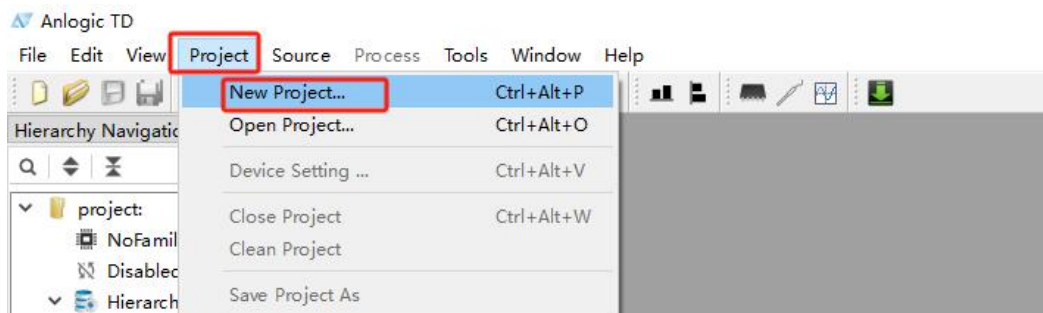 Anlogic TD
File Edit View Project Source Process Tools Window Help
New Project... Ctrl+Alt+P
Hierarchy Navigatic Open Project... Ctrl+Alt+O
Device Setting ... Ctrl+Alt+V
project: Close Project Ctrl+Alt+W
NoFamil Clean Project
Disablec
Hierarch Save Project As